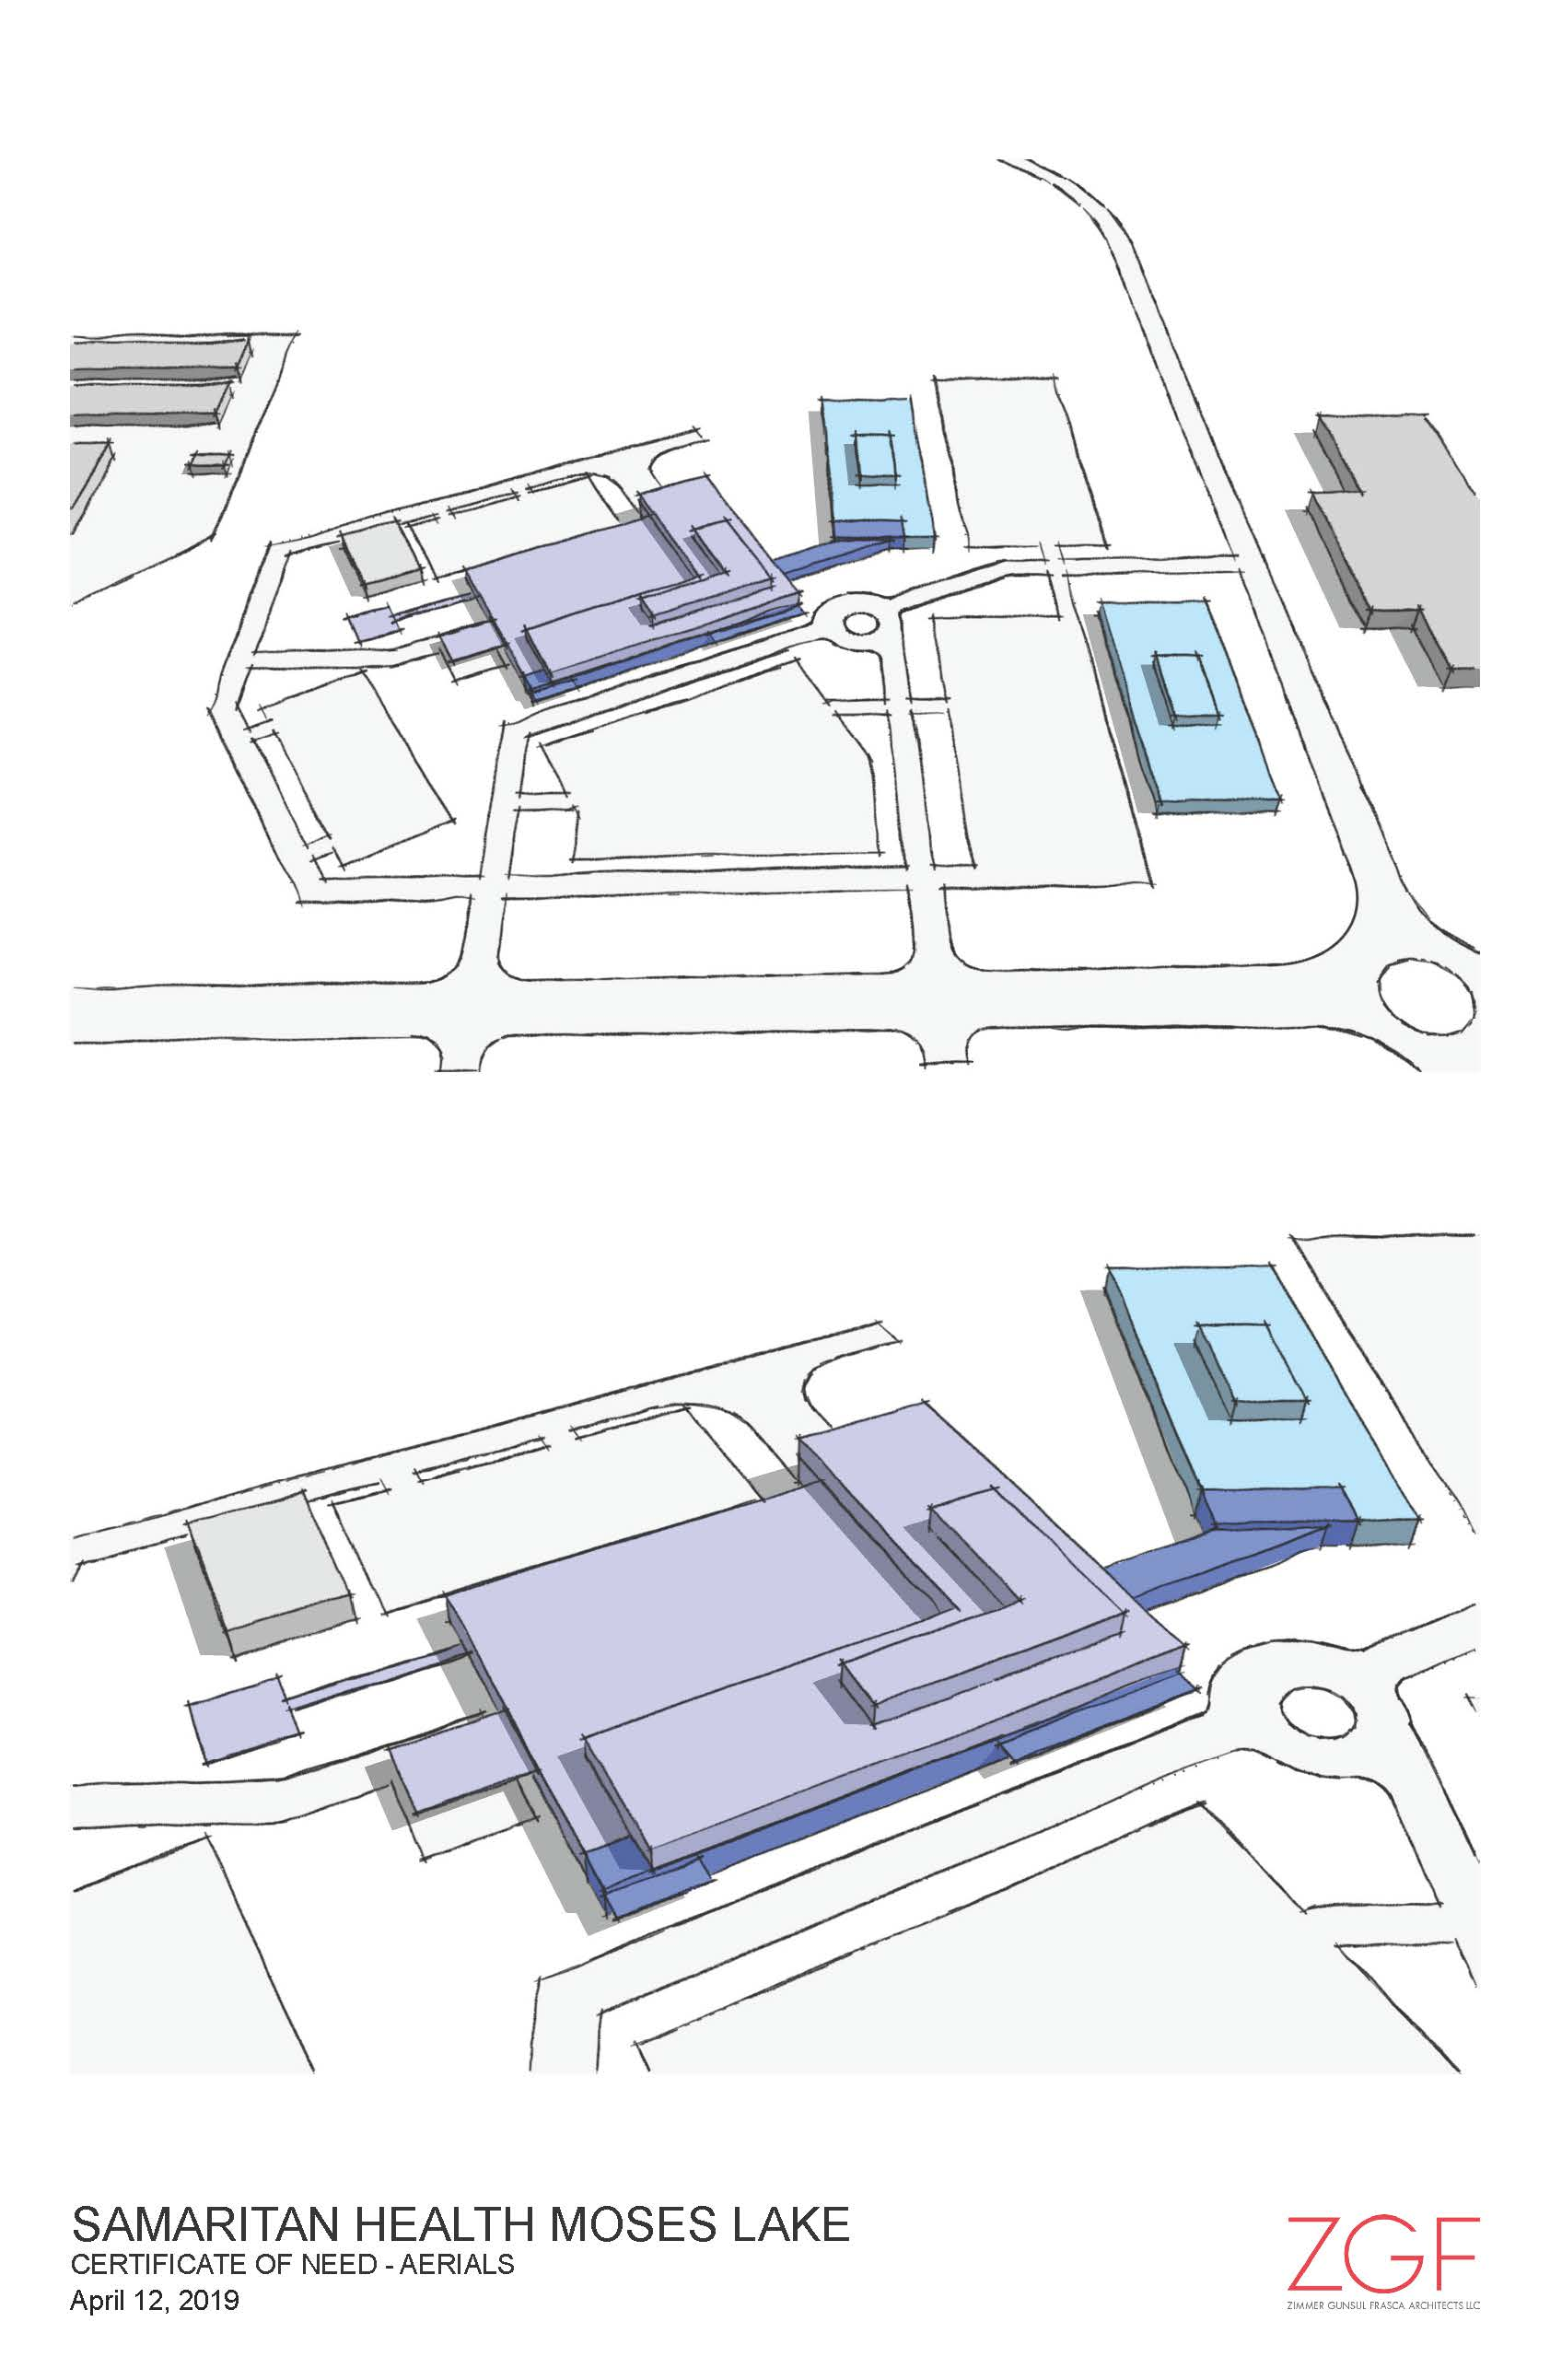 SAMARITAN HEALTH MOSES LAKE
CERTIFICATE OF NEED - AERIALS
April 12, 2019
ZGF
ZIMMER GUNSUL FRASCA ARCHITECTS LLC